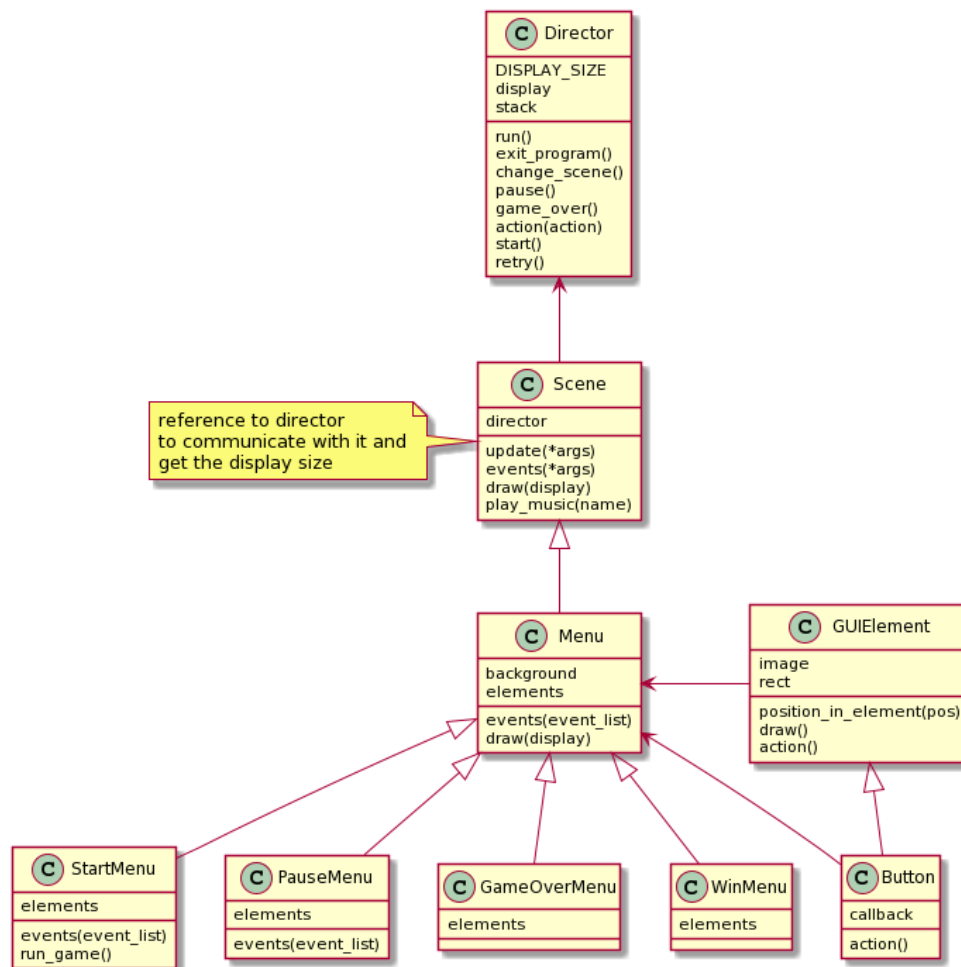 C Director
DISPLAY_SIZE
display
stack
run()
exit_program()
change_scene()
pause()
game_over()
action(action)
start()
retry()
C Scene
director
update(*args)
events(*args)
draw(display)
play_music(name)
reference to director
to communicate with it and
get the display size
C Menu
background
elements
events(event_list)
draw(display)
C GUIElement
image
rect
position_in_element(pos)
draw()
action()
C StartMenu
elements
events(event_list)
run_game()
C PauseMenu
elements
events(event_list)
C GameOverMenu
elements
C WinMenu
elements
C Button
callback
action()